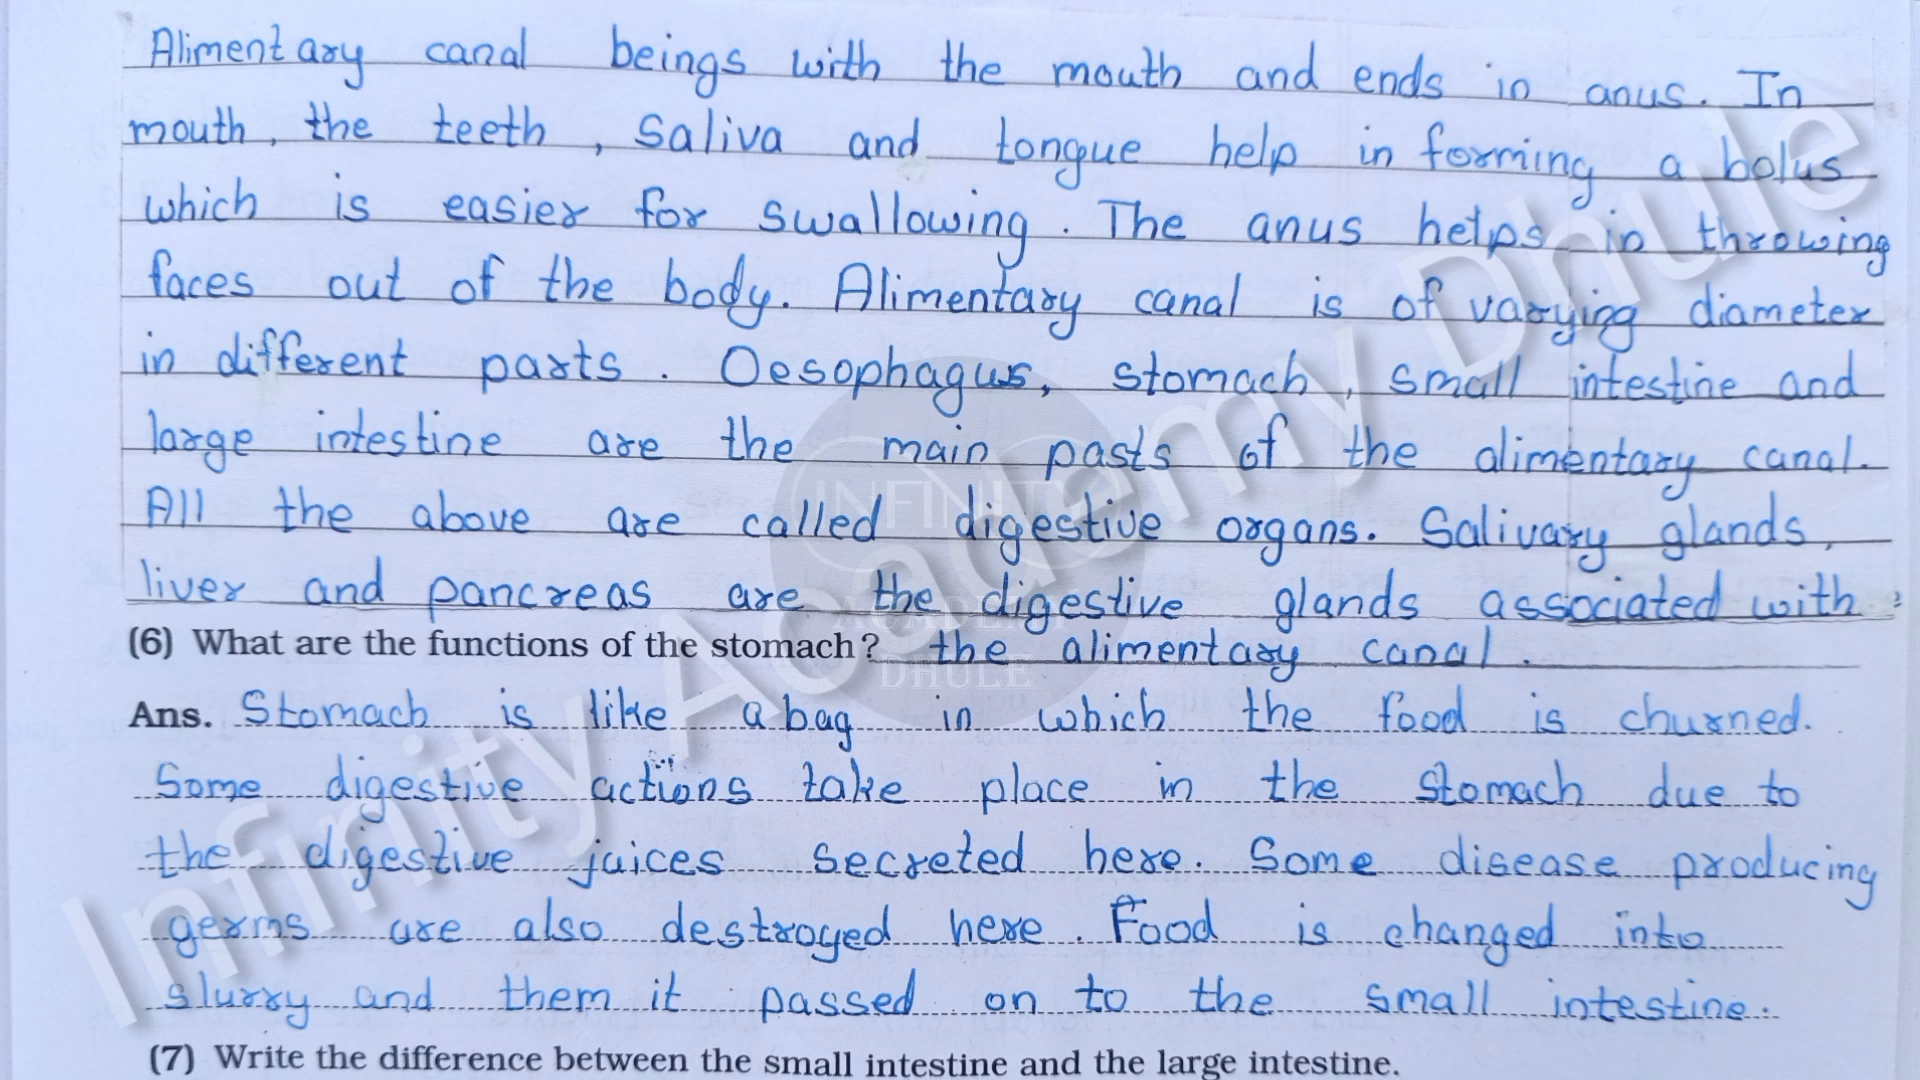 Alimentary canal beings with the mouth and ends in anus. In
mouth, the teeth, saliva and tongue help in forming a bolus
which is easier for swallowing. The anus helps in throwing
faces out of the body. Alimentary canal is of varying diameter
in different parts. Oesophagus, stomach, small intestine and
large intestine are the main pasts of the alimentary canal.
All the above are called digestive organs. Salivary glands,
liver and pancreas are the digestive glands associated with
(6) What are the functions of the stomach? the alimentary canal.
Ans. Stomach is like a bag in which the food is churned.
Some digestive actions take place in the stomach due to
the digestive juices secreted here. Some disease producing
germs are also destroyed here. Food is changed into
slurry and them it passed on to the small intestine.
(7) Write the difference between the small intestine and the large intestine.
Infinity Academy Dhule
INFINITY
ACADEMY
DHULE